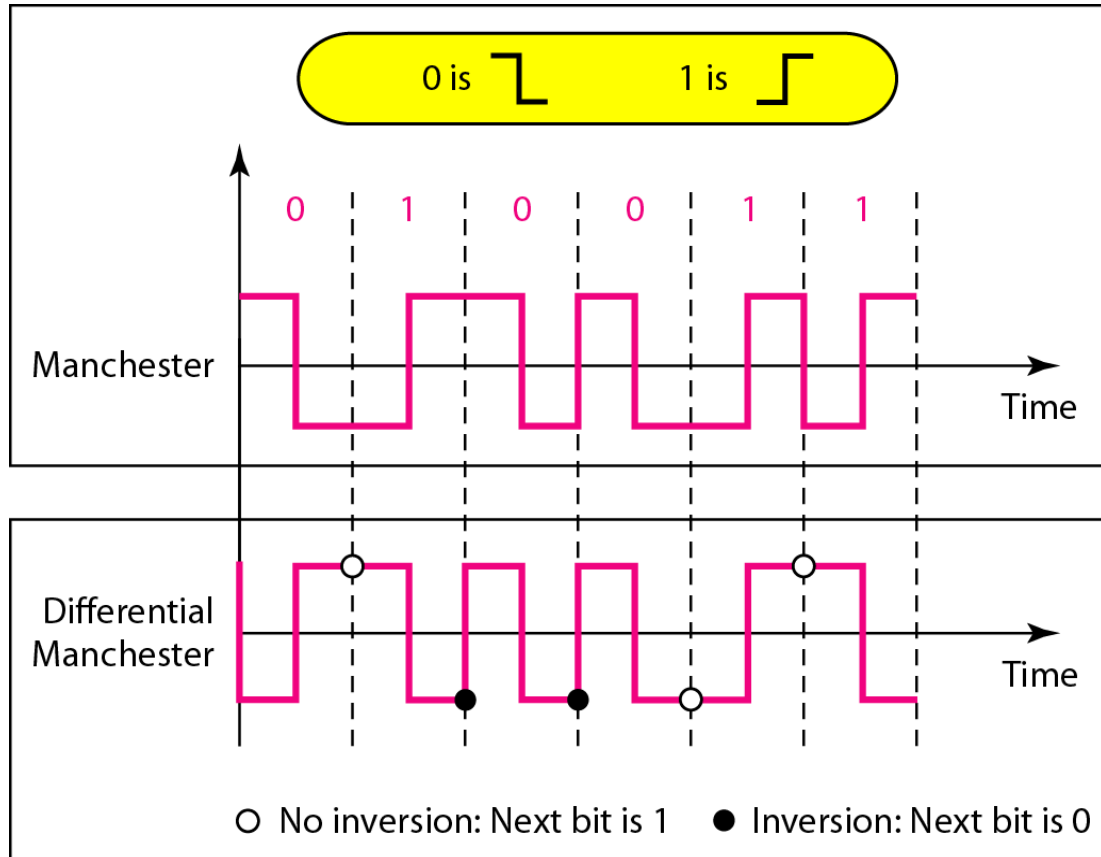 0 is 1 is
0 1 0 0 1 1
Manchester
Time
Differential
Manchester
Time
No inversion: Next bit is 1 Inversion: Next bit is 0